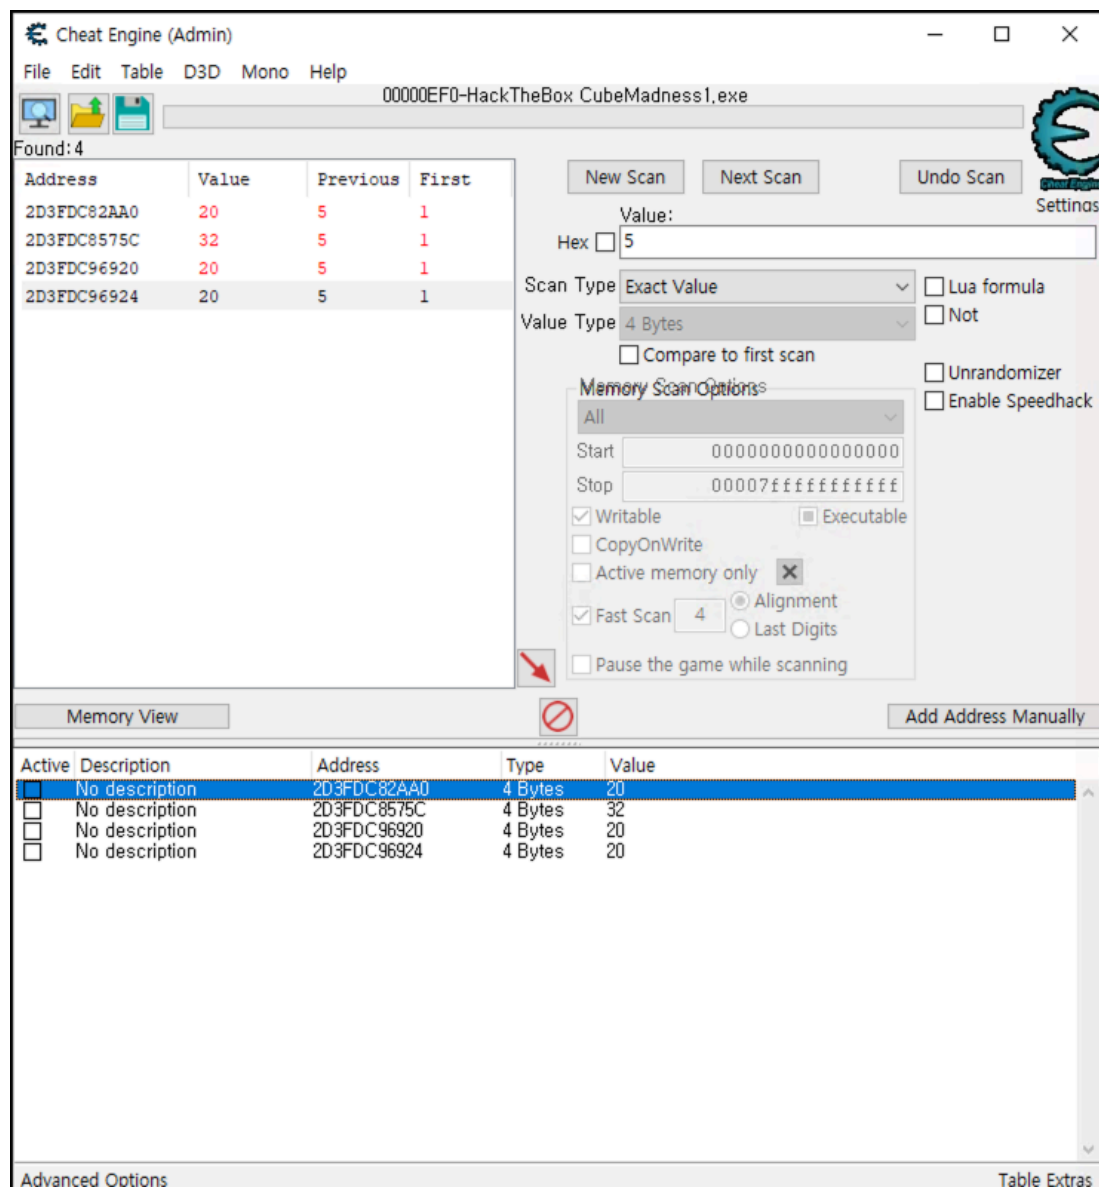 Cheat Engine (Admin)
File Edit Table D3D Mono Help
00000EF0-HackTheBox CubeMadness1.exe
Found: 4
Address Value Previous First
2D3FDC82AA0 20 5 1
2D3FDC8575C 32 5 1
2D3FDC96920 20 5 1
2D3FDC96924 20 5 1
New Scan Next Scan Undo Scan
Cheat Engine
Settings
Value:
Hex 5
Scan Type Exact Value
Lua formula
Value Type 4 Bytes
Not
Compare to first scan
Unrandomizer
Memory Scan Options
Enable Speedhack
All
Start 0000000000000000
Stop 00007fffffffffff
Writable Executable
CopyOnWrite
Active memory only
Fast Scan 4 Alignment
Last Digits
Pause the game while scanning
Memory View Add Address Manually
Active Description Address Type Value
No description 2D3FDC82AA0 4 Bytes 20
No description 2D3FDC8575C 4 Bytes 32
No description 2D3FDC96920 4 Bytes 20
No description 2D3FDC96924 4 Bytes 20
Advanced Options Table Extras